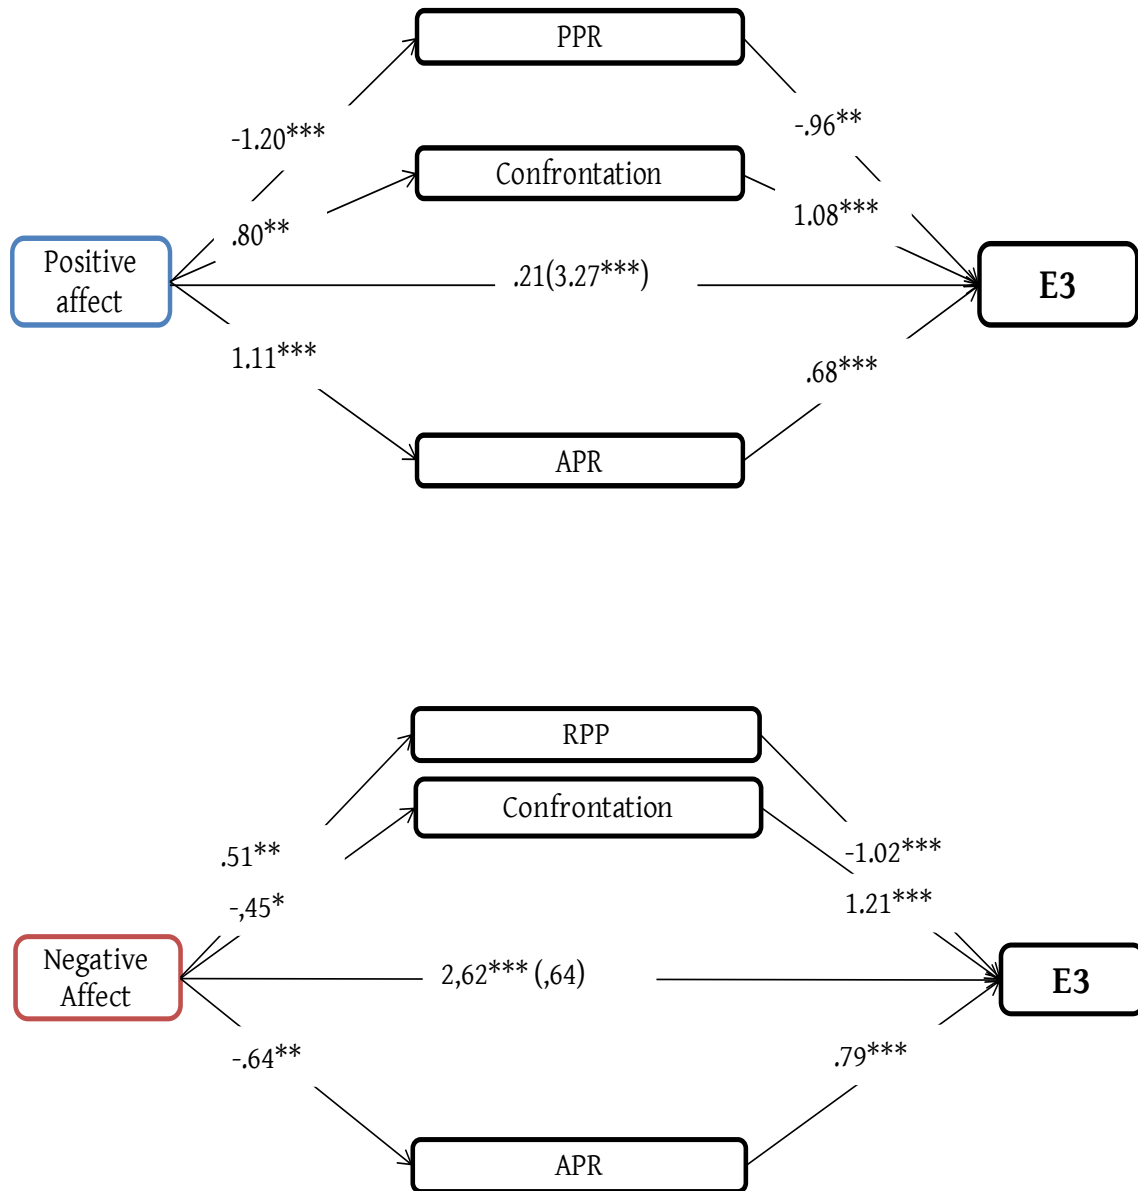 PPR
-1.20***
-.96**
Confrontation
.80**
1.08***
Positive
affect
.21(3.27***)
E3
1.11***
.68***
APR
RPP
Confrontation
.51**
-1.02***
-,45*
1.21***
Negative
Affect
2,62*** (,64)
E3
-.64**
.79***
APR